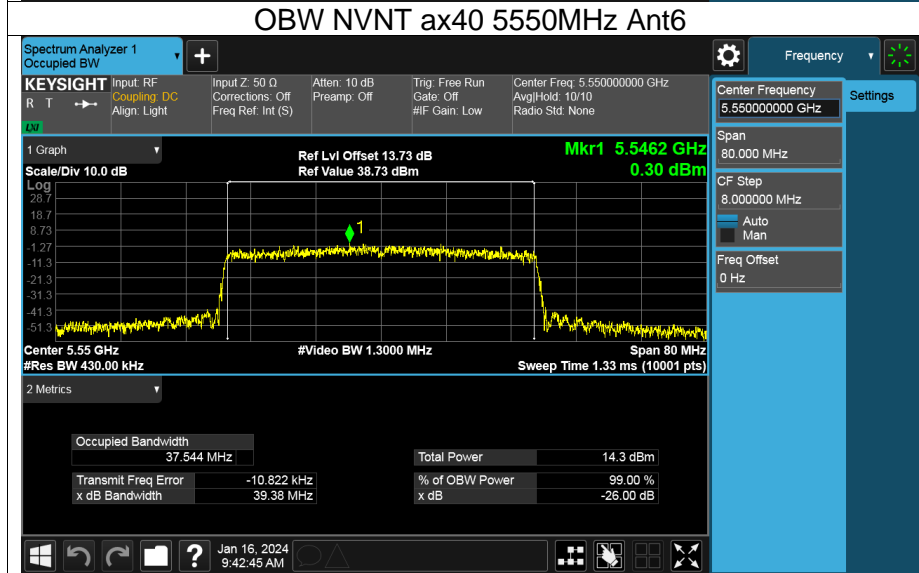 OBW NVNT ax40 5550MHz Ant6
Spectrum Analyzer 1
Occupied BW
+
Frequency
KEYSIGHT
R T
LXI
Input: RF
Coupling: DC
Align: Light
Input Z: 50 Ω
Corrections: Off
Freq Ref: Int (S)
Atten: 10 dB
Preamp: Off
Trig: Free Run
Gate: Off
#IF Gain: Low
Center Freq: 5.550000000 GHz
Avg|Hold: 10/10
Radio Std: None
Center Frequency
5.550000000 GHz
Settings
Span
80.000 MHz
CF Step
8.000000 MHz
Auto
Man
Freq Offset
0 Hz
1 Graph
Scale/Div 10.0 dB
Ref Lvl Offset 13.73 dB
Ref Value 38.73 dBm
Mkr1 5.5462 GHz
0.30 dBm
Log
28.7
18.7
8.73
-1.27
-11.3
-21.3
-31.3
-41.3
-51.3
1
Center 5.55 GHz
#Res BW 430.00 kHz
#Video BW 1.3000 MHz
Span 80 MHz
Sweep Time 1.33 ms (10001 pts)
2 Metrics
Occupied Bandwidth
37.544 MHz
Transmit Freq Error -10.822 kHz
x dB Bandwidth 39.38 MHz
Total Power 14.3 dBm
% of OBW Power 99.00 %
x dB -26.00 dB
?
Jan 16, 2024
9:42:45 AM